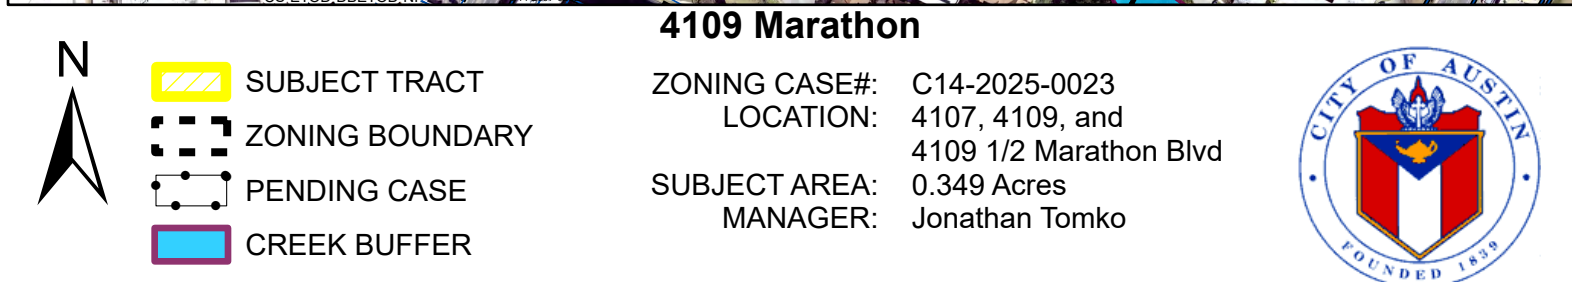 4109 Marathon
N
SUBJECT TRACT
ZONING BOUNDARY
PENDING CASE
CREEK BUFFER
ZONING CASE#: C14-2025-0023
LOCATION: 4107, 4109, and
4109 1/2 Marathon Blvd
SUBJECT AREA: 0.349 Acres
MANAGER: Jonathan Tomko
CITY OF AUSTIN
FOUNDED 1839